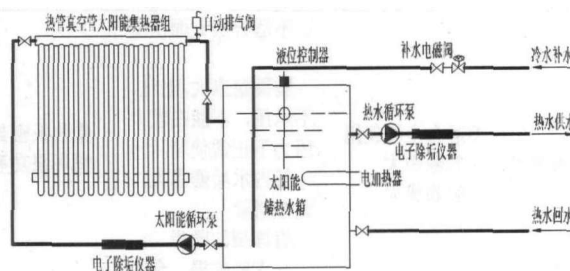 热管真空管太阳能集热器组
自动排气阀
液位控制器
补水电磁阀
冷水补水
热水循环泵
热水供水
电子除垢仪器
太阳能
储热水箱
电加热器
太阳能循环泵
热水回水
电子除垢仪器